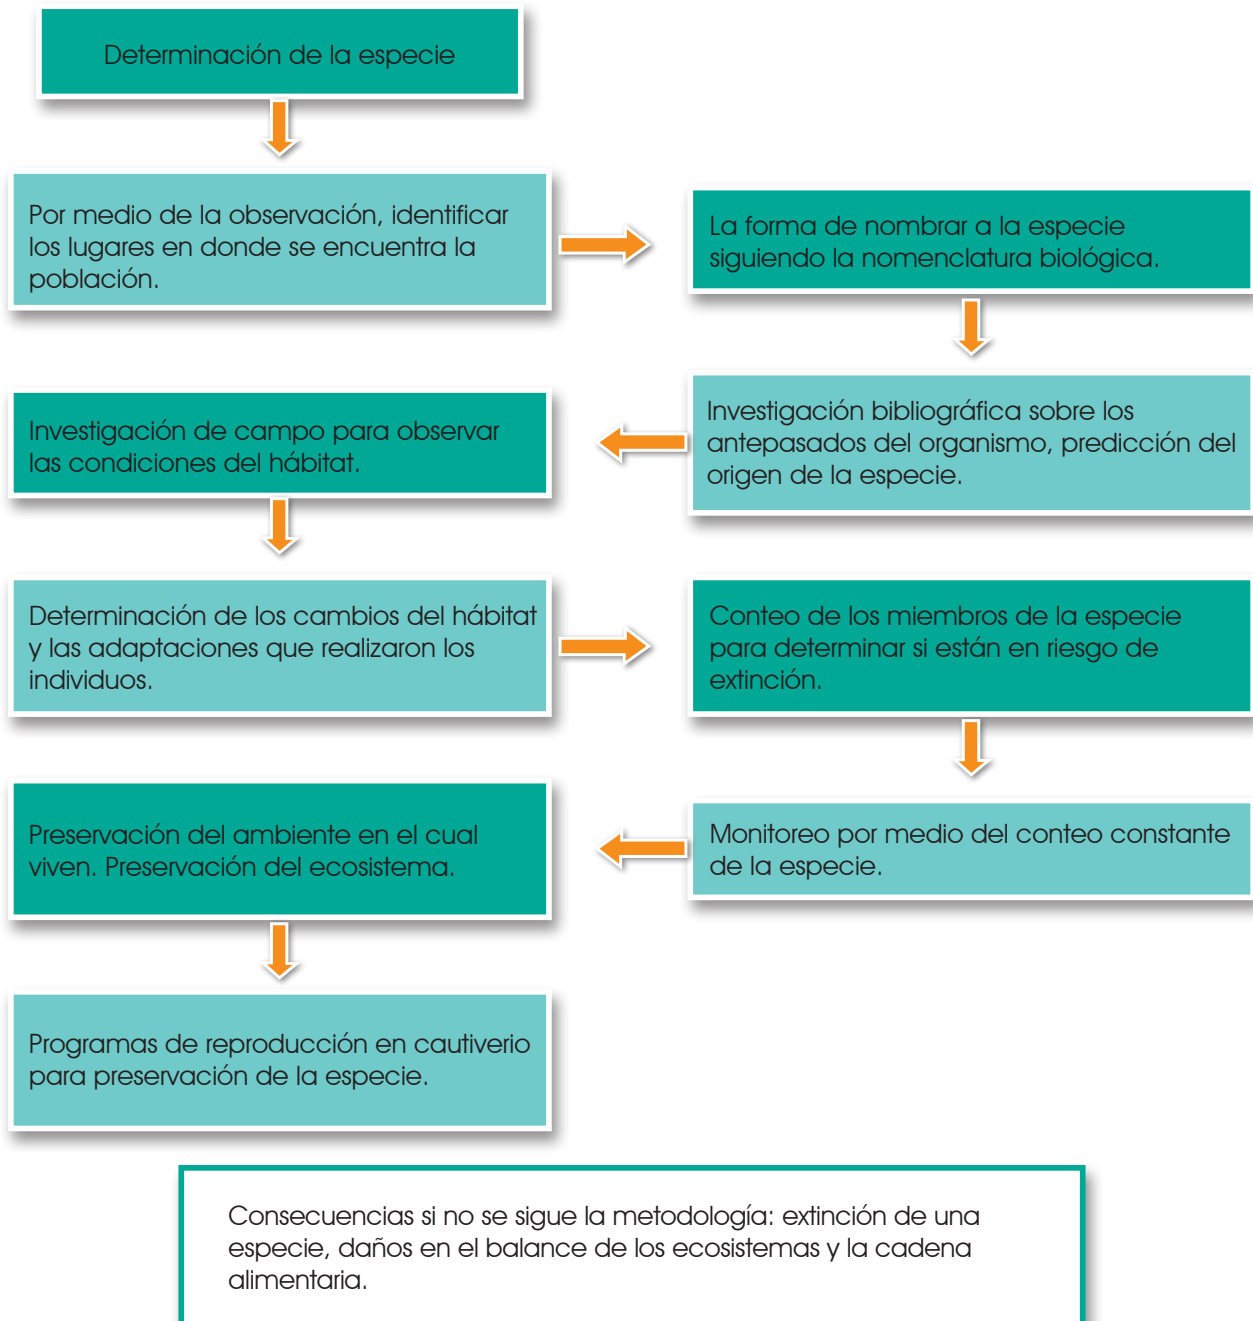 Determinación de la especie
Por medio de la observación, identificar
los lugares en donde se encuentra la
población.
La forma de nombrar a la especie
siguiendo la nomenclatura biológica.
Investigación bibliográfica sobre los
antepasados del organismo, predicción del
origen de la especie.
Investigación de campo para observar
las condiciones del hábitat.
Determinación de los cambios del hábitat
y las adaptaciones que realizaron los
individuos.
Conteo de los miembros de la especie
para determinar si están en riesgo de
extinción.
Monitoreo por medio del conteo constante
de la especie.
Preservación del ambiente en el cual
viven. Preservación del ecosistema.
Programas de reproducción en cautiverio
para preservación de la especie.
Consecuencias si no se sigue la metodología: extinción de una
especie, daños en el balance de los ecosistemas y la cadena
alimentaria.